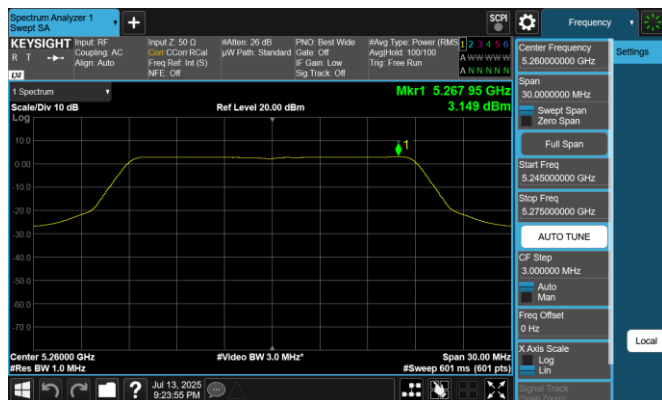 Spectrum Analyzer 1
Swept SA
SCPI
Frequency
KEYSIGHT
R T
Input: RF
Coupling: AC
Align: Auto
Input Z: 50 Ω
Corr CCorr RCal
Freq Ref: Int (S)
NFE: Off
#Atten: 26 dB
µW Path: Standard
PNO: Best Wide
Gate: Off
IF Gain: Low
Sig Track: Off
#Avg Type: Power (RMS
Avg|Hold: 100/100
Trig: Free Run
1 2 3 4 5 6
A W W W W W
A N N N N N
LXI
1 Spectrum
Scale/Div 10 dB
Log
Ref Level 20.00 dBm
Mkr1 5.267 95 GHz
3.149 dBm
1
10.0
0.00
-10.0
-20.0
-30.0
-40.0
-50.0
-60.0
-70.0
Center 5.26000 GHz
#Res BW 1.0 MHz
#Video BW 3.0 MHz*
Span 30.00 MHz
#Sweep 601 ms (601 pts)
Center Frequency
5.260000000 GHz
Span
30.0000000 MHz
Swept Span
Zero Span
Full Span
Start Freq
5.245000000 GHz
Stop Freq
5.275000000 GHz
AUTO TUNE
CF Step
3.000000 MHz
Auto
Man
Freq Offset
0 Hz
X Axis Scale
Log
Lin
Signal Track
(Span Zoom)
Settings
Local
?
Jul 13, 2025
9:23:55 PM